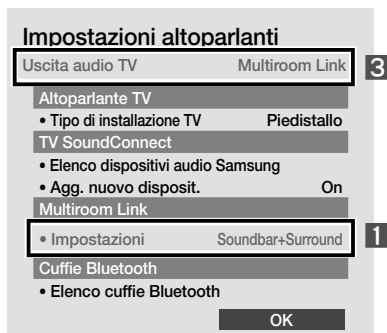 Impostazioni altoparlanti
Uscita audio TV Multiroom Link 3
Altoparlante TV
• Tipo di installazione TV Piedistallo
TV SoundConnect
• Elenco dispositivi audio Samsung
• Agg. nuovo disposit. On
Multiroom Link
• Impostazioni Soundbar+Surround 1
Cuffie Bluetooth
• Elenco cuffie Bluetooth
OK